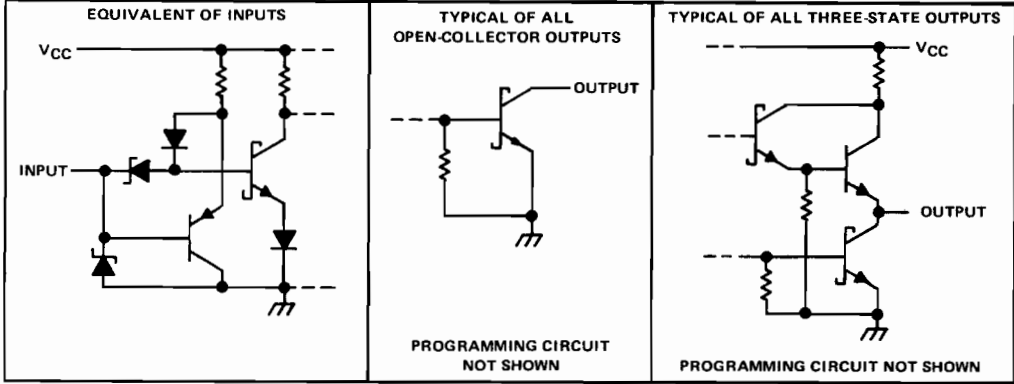 EQUIVALENT OF INPUTS
VCC
INPUT
TYPICAL OF ALL
OPEN-COLLECTOR OUTPUTS
OUTPUT
PROGRAMMING CIRCUIT
NOT SHOWN
TYPICAL OF ALL THREE-STATE OUTPUTS
VCC
OUTPUT
PROGRAMMING CIRCUIT NOT SHOWN